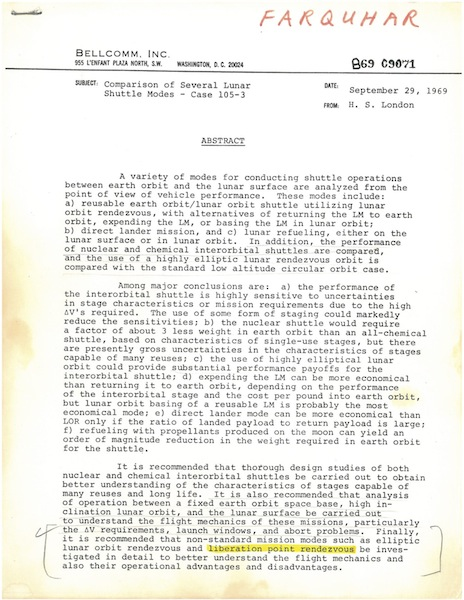 FARQUHAR
BELLCOMM, INC.
955 L'ENFANT PLAZA NORTH, S.W. WASHINGTON, D.C. 20024
B69 09071
SUBJECT: Comparison of Several Lunar
Shuttle Modes - Case 105-3
DATE: September 29, 1969
FROM: H. S. London
ABSTRACT
A variety of modes for conducting shuttle operations
between earth orbit and the lunar surface are analyzed from the
point of view of vehicle performance. These modes include:
a) reusable earth orbit/lunar orbit shuttle utilizing lunar
orbit rendezvous, with alternatives of returning the LM to earth
orbit, expending the LM, or basing the LM in lunar orbit;
b) direct lander mission, and c) lunar refueling, either on the
lunar surface or in lunar orbit. In addition, the performance
of nuclear and chemical interorbital shuttles are compared,
and the use of a highly elliptic lunar rendezvous orbit is
compared with the standard low altitude circular orbit case.
Among major conclusions are: a) the performance of
the interorbital shuttle is highly sensitive to uncertainties
in stage characteristics or mission requirements due to the high
ΔV's required. The use of some form of staging could markedly
reduce the sensitivities; b) the nuclear shuttle would require
a factor of about 3 less weight in earth orbit than an all-chemical
shuttle, based on characteristics of single-use stages, but there
are presently gross uncertainties in the characteristics of stages
capable of many reuses; c) the use of highly elliptical lunar
orbit could provide substantial performance payoffs for the
interorbital shuttle; d) expending the LM can be more economical
than returning it to earth orbit, depending on the performance
of the interorbital stage and the cost per pound into earth orbit,
but lunar orbit basing of a reusable LM is probably the most
economical mode; e) direct lander mode can be more economical than
LOR only if the ratio of landed payload to return payload is large;
f) refueling with propellants produced on the moon can yield an
order of magnitude reduction in the weight required in earth orbit
for the shuttle.
It is recommended that thorough design studies of both
nuclear and chemical interorbital shuttles be carried out to obtain
better understanding of the characteristics of stages capable of
many reuses and long life. It is also recommended that analysis
of operation between a fixed earth orbit space base, high in-
clination lunar orbit, and the lunar surface be carried out
to understand the flight mechanics of these missions, particularly
the ΔV requirements, launch windows, and abort problems. Finally,
it is recommended that non-standard mission modes such as elliptic
lunar orbit rendezvous and liberation point rendezvous be inves-
tigated in detail to better understand the flight mechanics and
also their operational advantages and disadvantages.